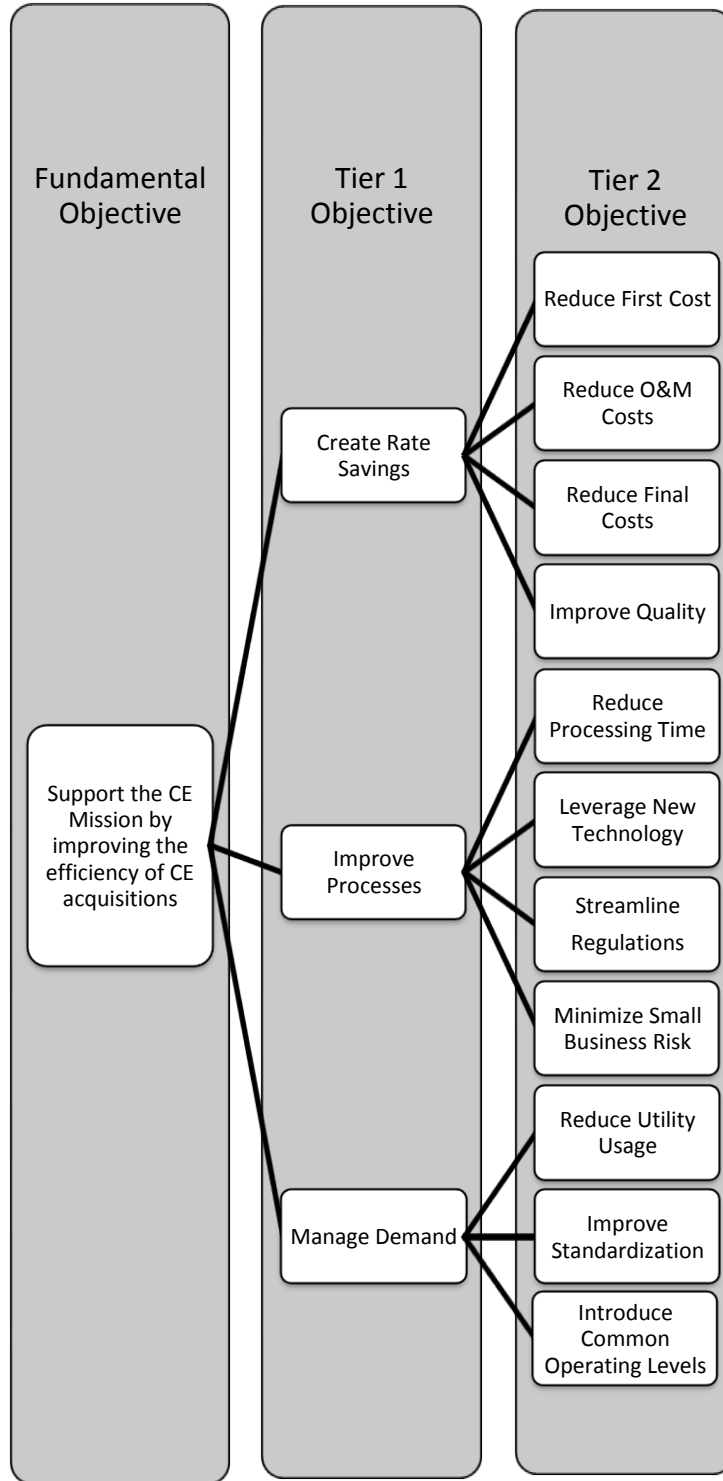 Fundamental
Objective
Tier 1
Objective
Tier 2
Objective
Support the CE
Mission by
improving the
efficiency of CE
acquisitions
Create Rate
Savings
Reduce First Cost
Reduce O&M
Costs
Reduce Final
Costs
Improve Quality
Improve
Processes
Reduce
Processing Time
Leverage New
Technology
Streamline
Regulations
Minimize Small
Business Risk
Manage Demand
Reduce Utility
Usage
Improve
Standardization
Introduce
Common
Operating Levels